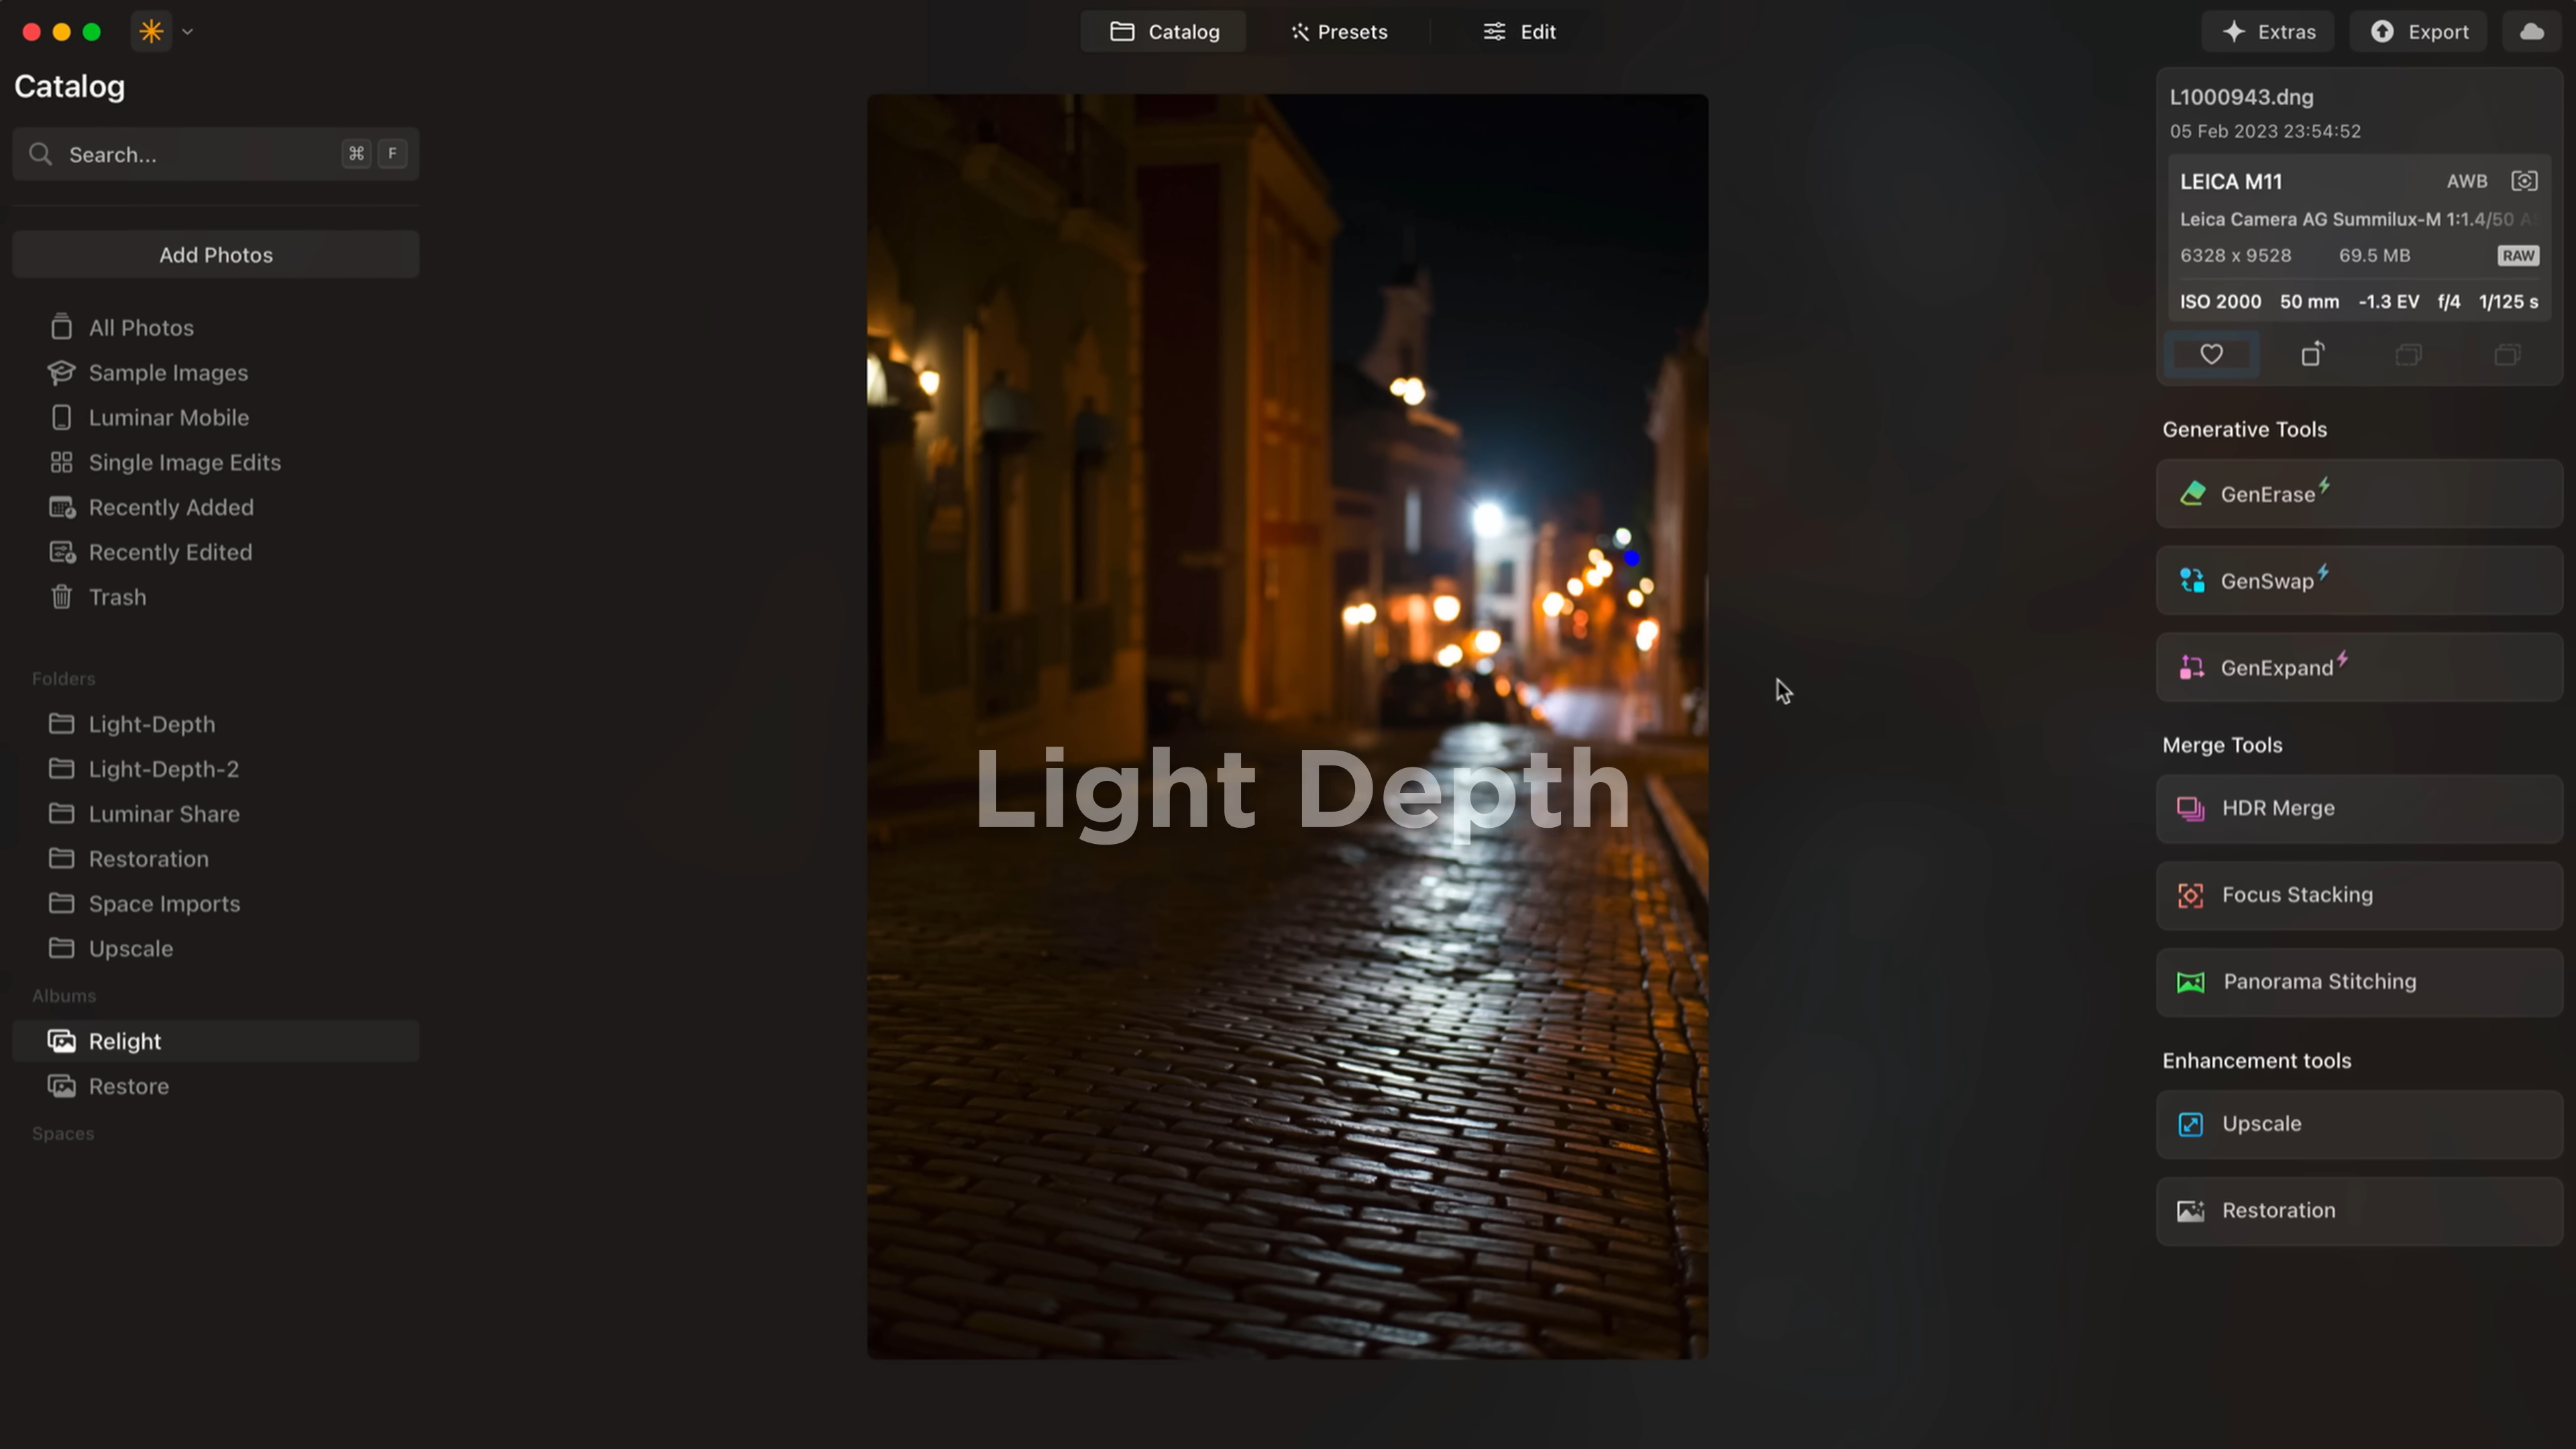 Catalog
Presets
Edit
Extras
Export
Catalog
Search...
⌘ F
Add Photos
All Photos
Sample Images
Luminar Mobile
Single Image Edits
Recently Added
Recently Edited
Trash
Folders
Light-Depth
Light-Depth-2
Luminar Share
Restoration
Space Imports
Upscale
Albums
Relight
Restore
Spaces
Light Depth
L1000943.dng
05 Feb 2023 23:54:52
LEICA M11 AWB
Leica Camera AG Summilux-M 1:1.4/50
6328 x 9528 69.5 MB RAW
ISO 2000 50 mm -1.3 EV f/4 1/125 s
Generative Tools
GenErase
GenSwap
GenExpand
Merge Tools
HDR Merge
Focus Stacking
Panorama Stitching
Enhancement tools
Upscale
Restoration